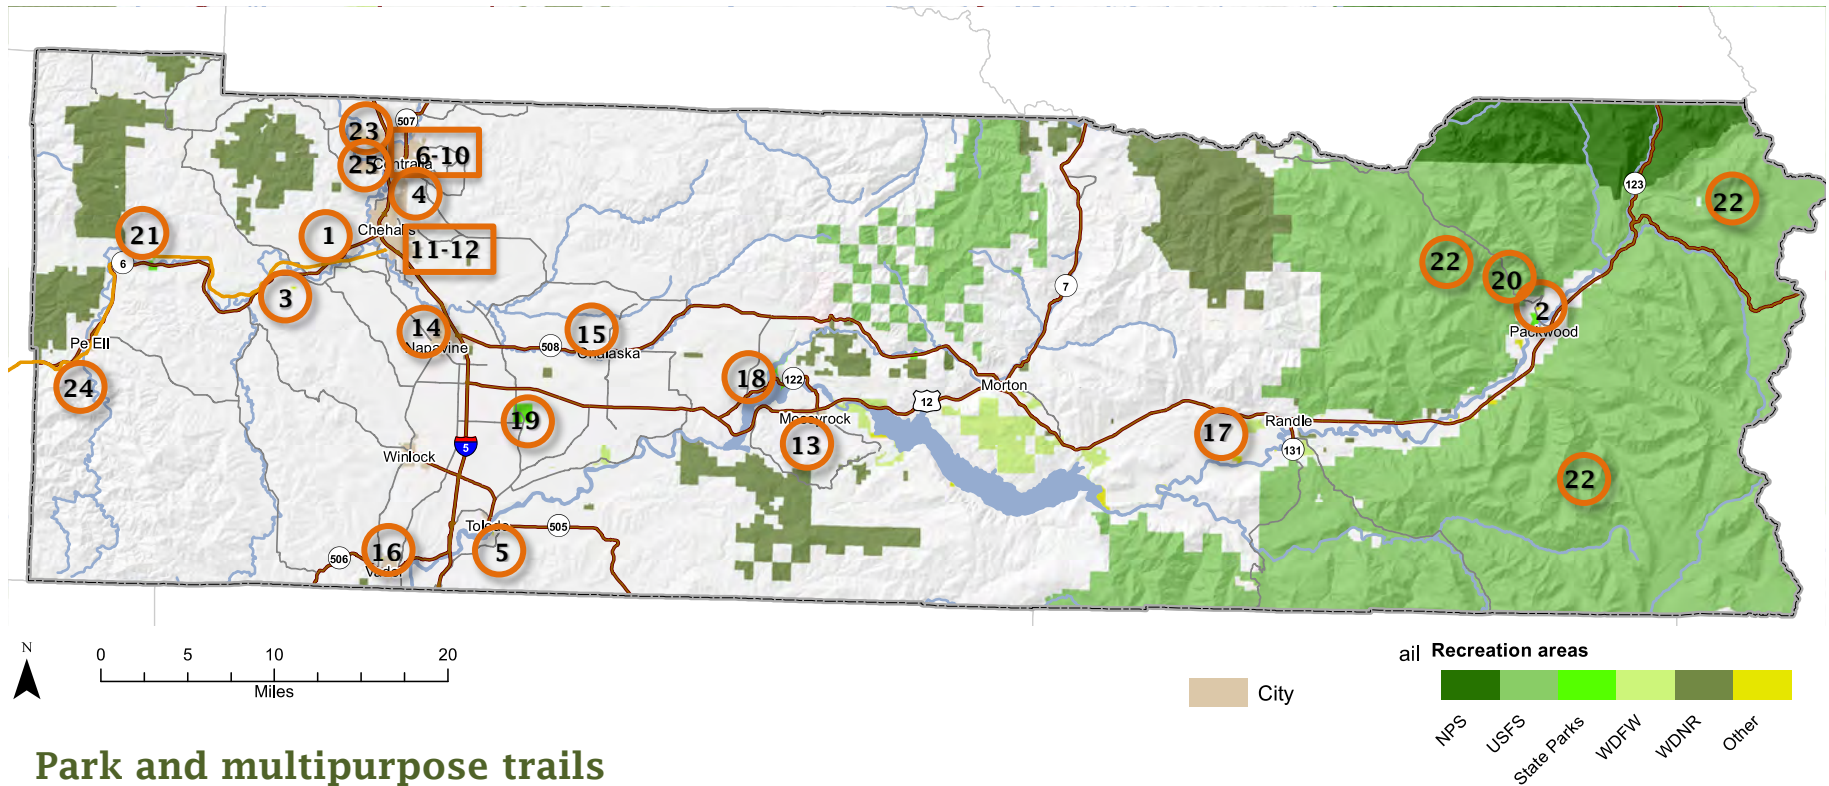 23
507
25
Centralia
6-10
4
22
123
21
1
Chehalis
11-12
6
3
22
20
2
7
14
15
Packwood
Pe Ell
Napavine
508
Onalaska
24
18
122
Morton
12
19
Mossyrock
17
Randle
13
5
131
Winlock
22
Toledo
505
16
5
506
Vader
N
0 5 10 20
Miles
City
ail Recreation areas
NPS
USFS
State Parks
WDFW
WDNR
Other
Park and multipurpose trails